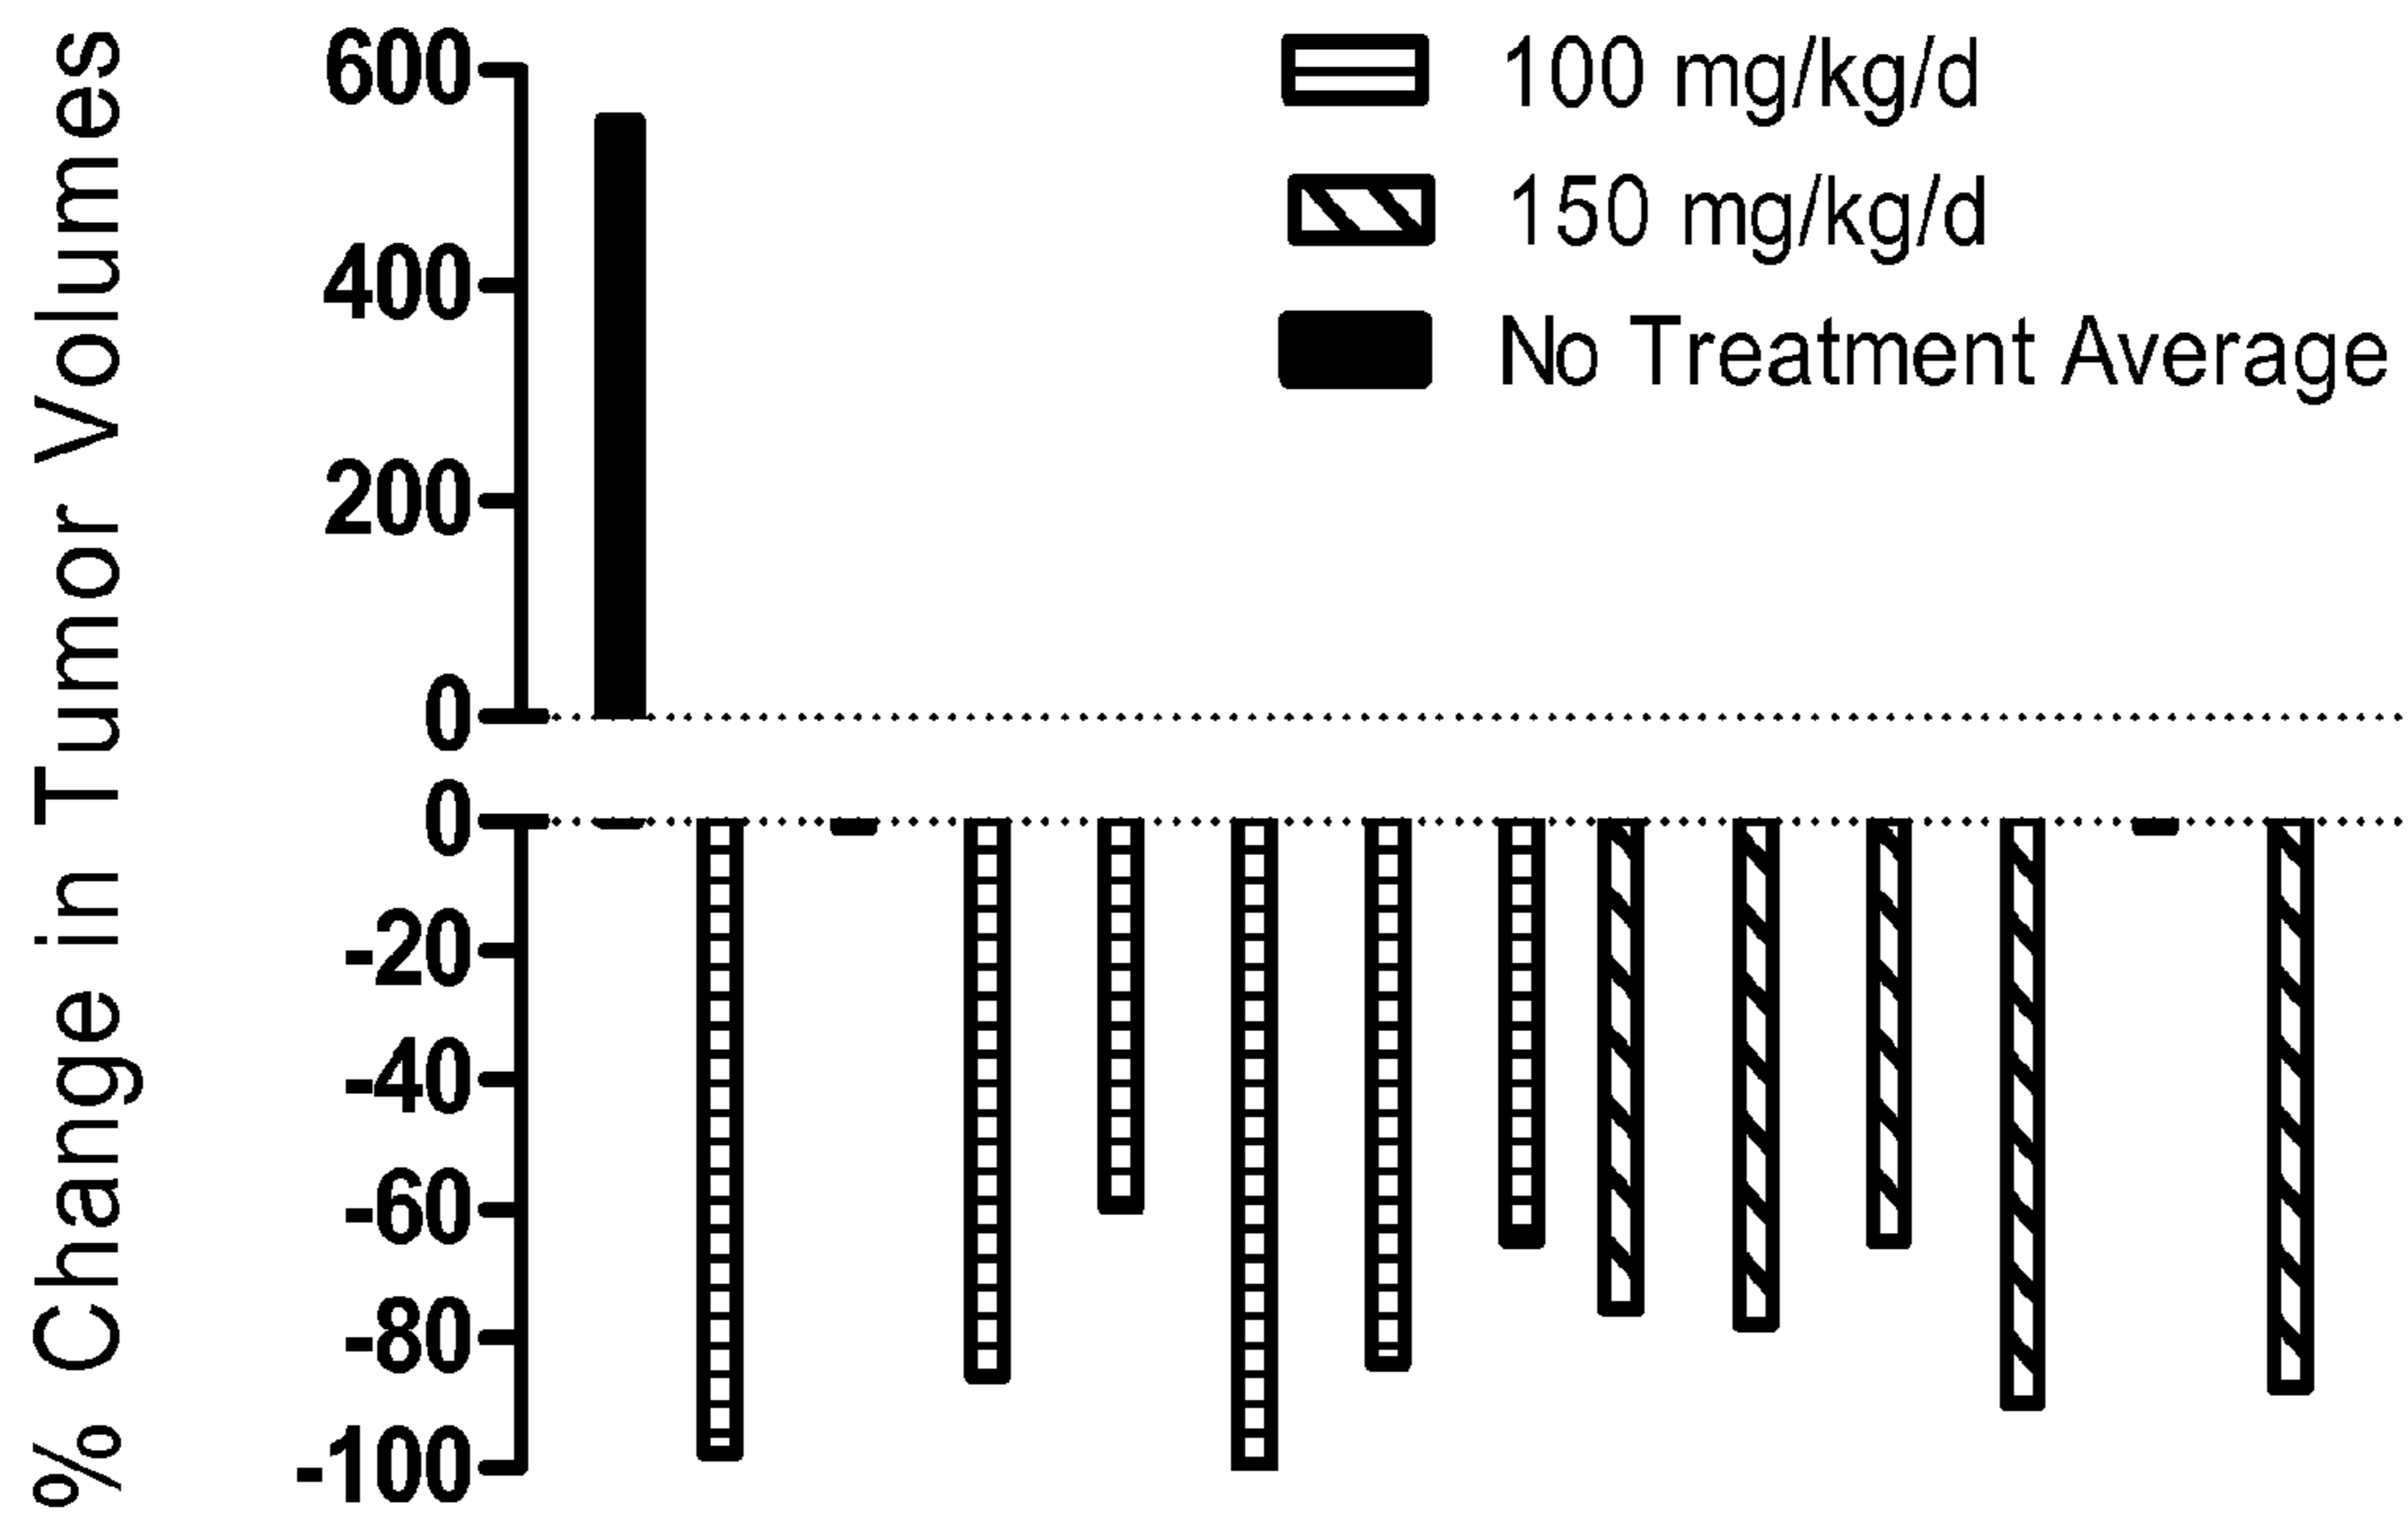 % Change in Tumor Volumes
600
400
200
0
0
-20
-40
-60
-80
-100
100 mg/kg/d
150 mg/kg/d
No Treatment Average